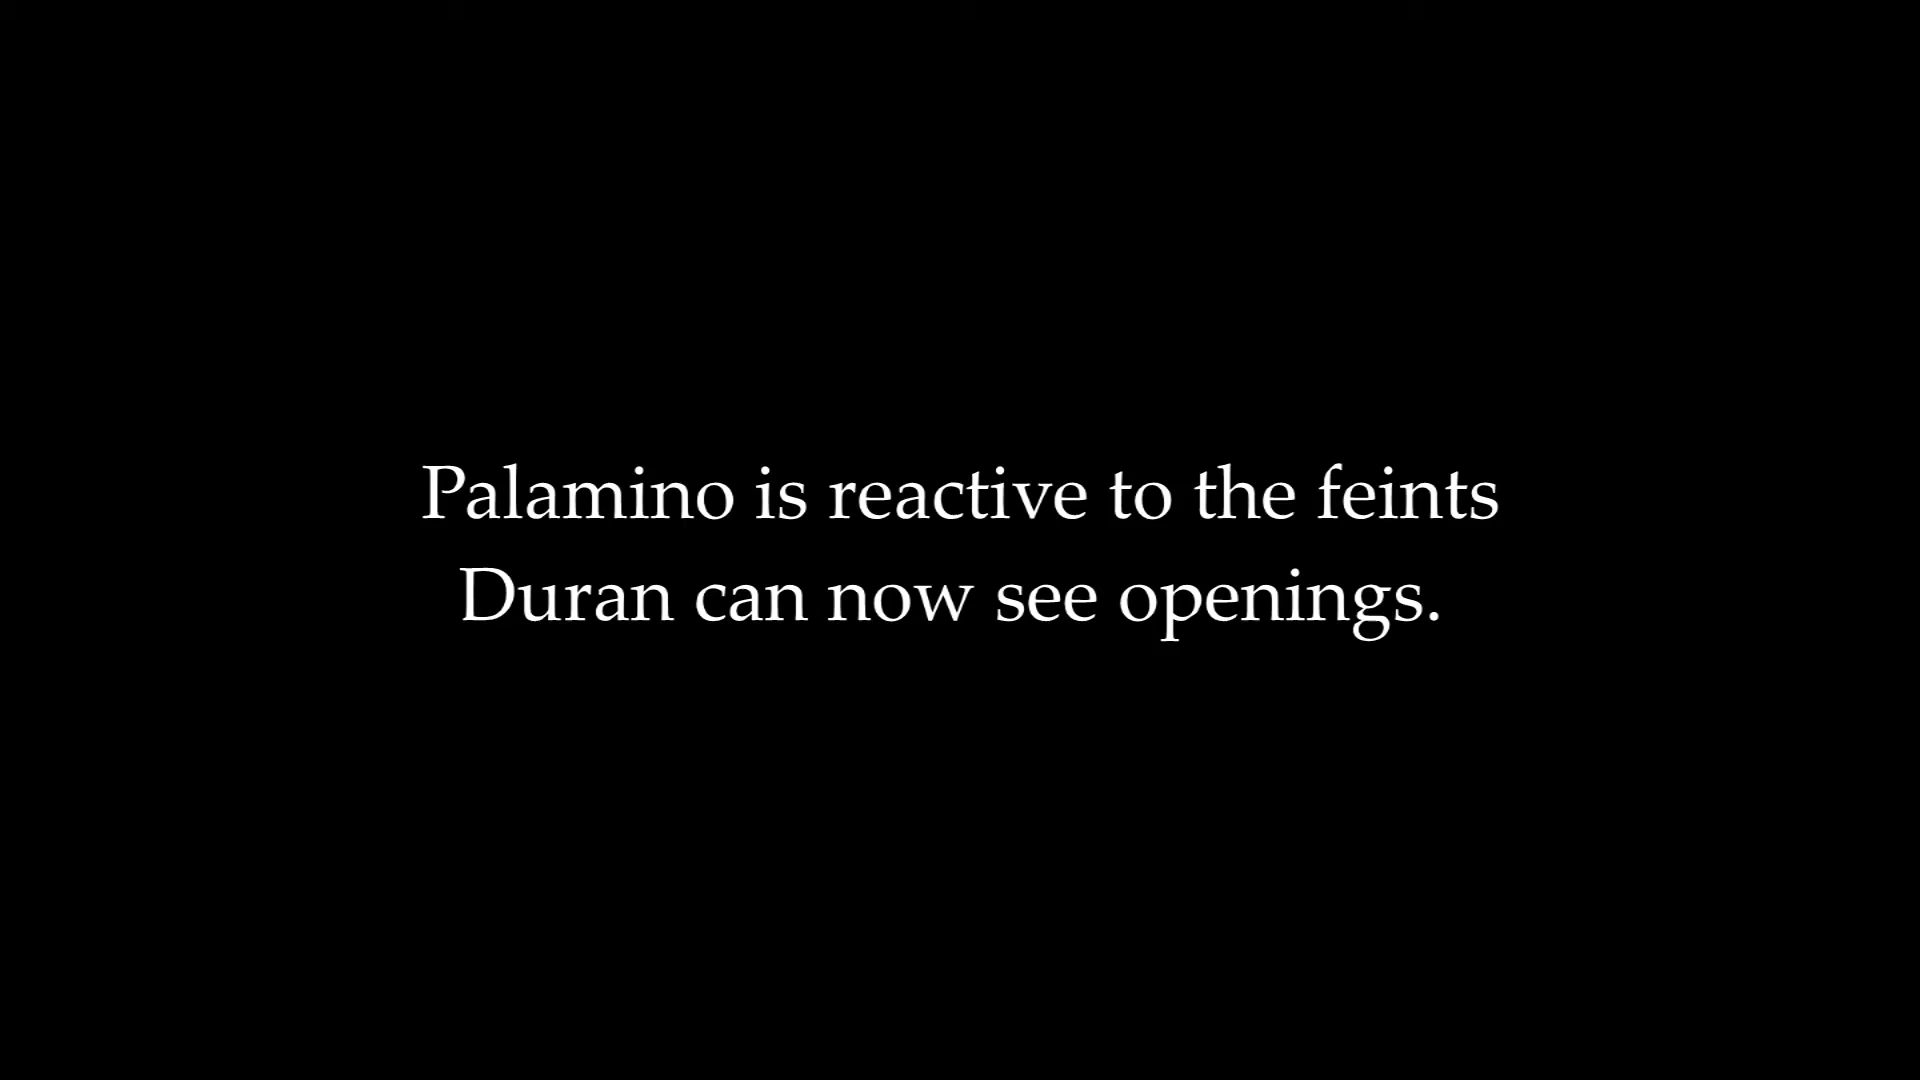 Palamino is reactive to the feints
Duran can now see openings.